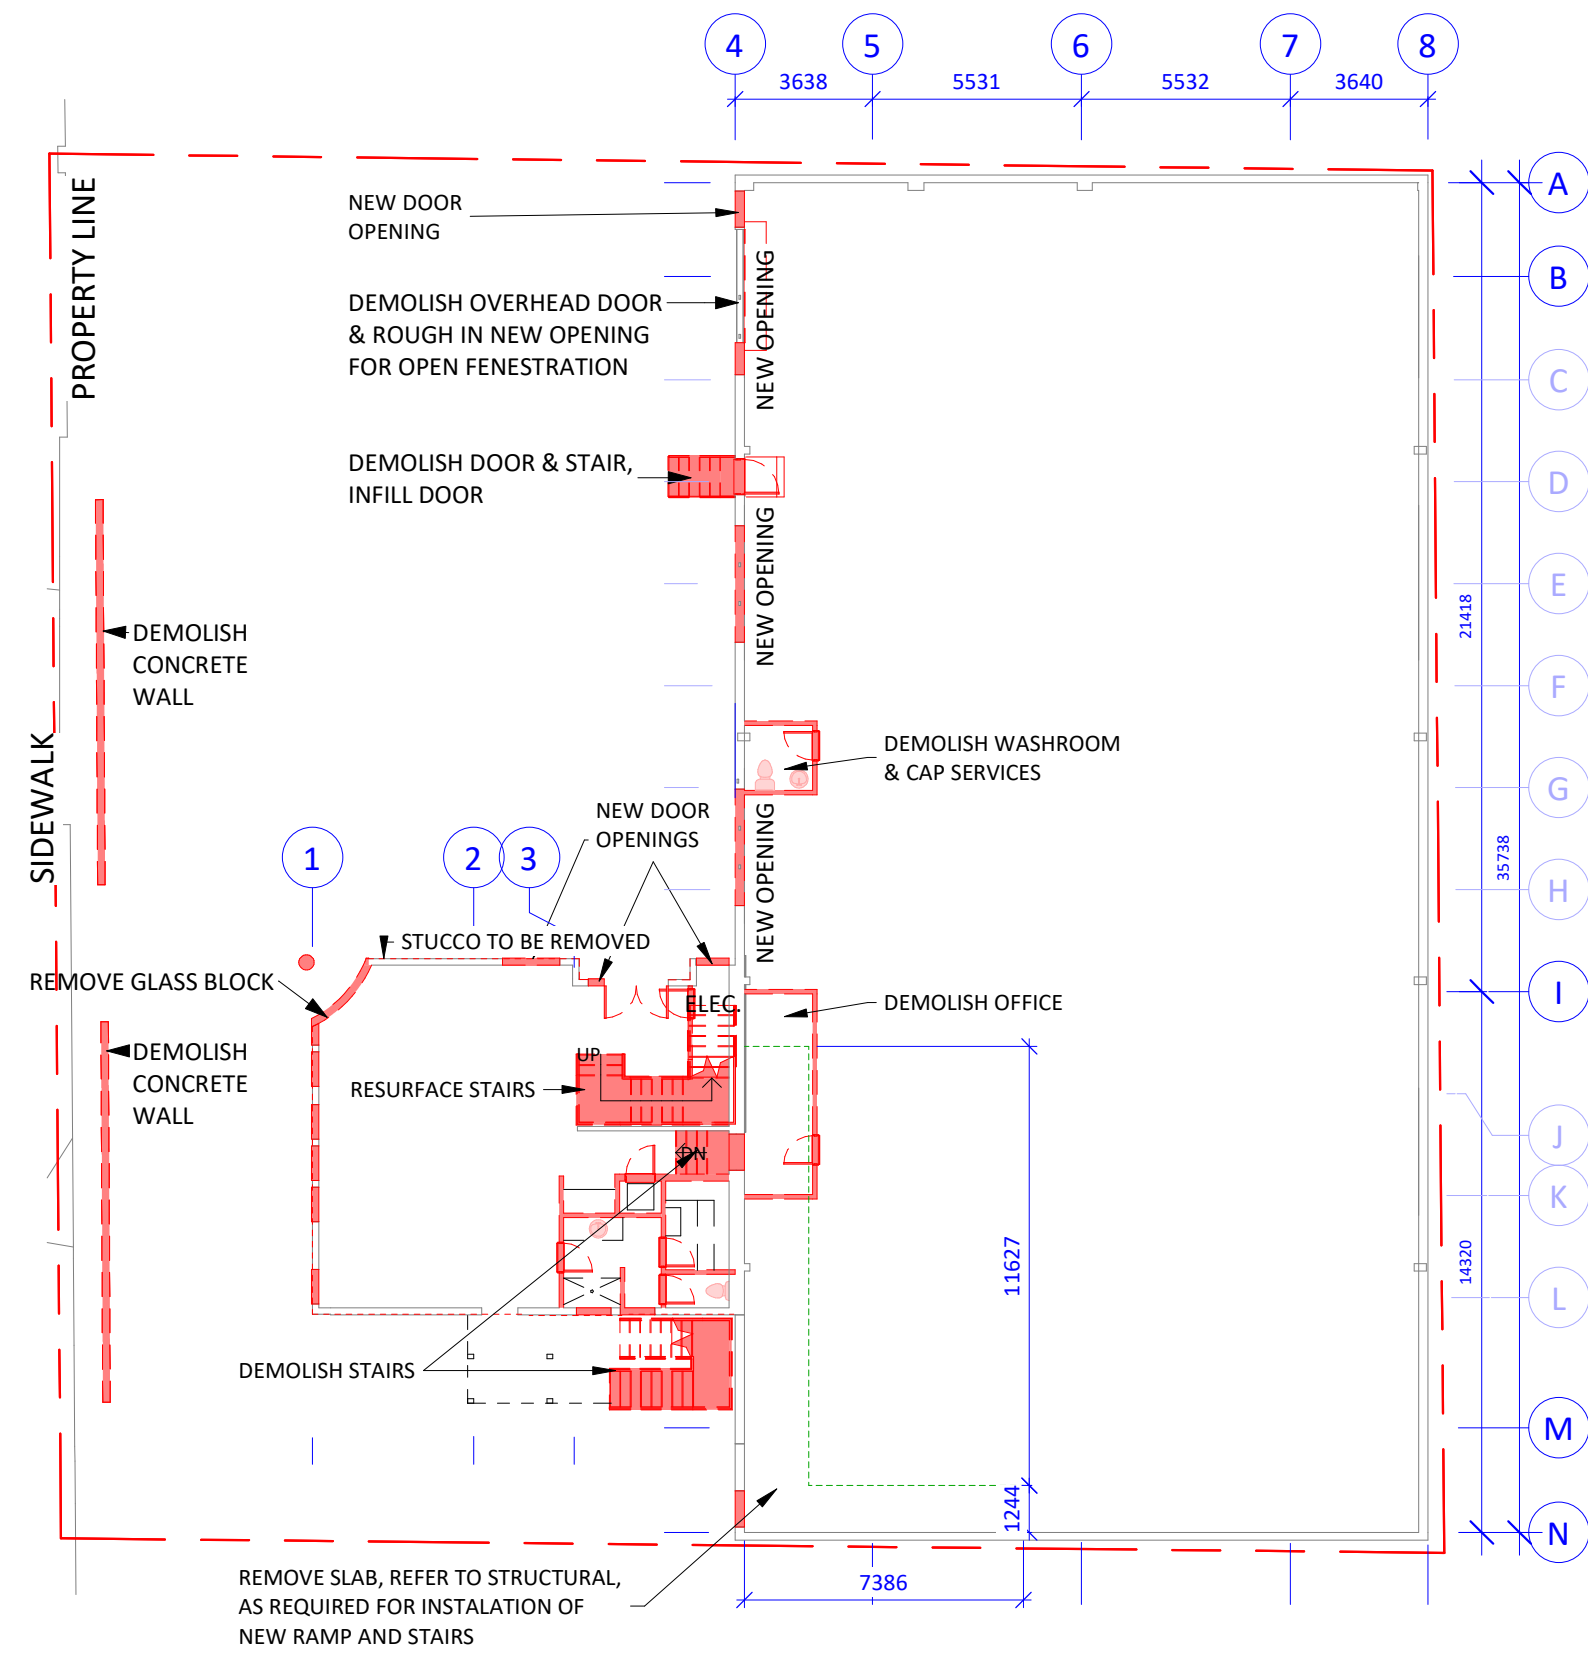 4
5
6
7
8
3638
5531
5532
3640
A
PROPERTY LINE
NEW DOOR
OPENING
B
NEW OPENING
DEMOLISH OVERHEAD DOOR
& ROUGH IN NEW OPENING
FOR OPEN FENESTRATION
C
DEMOLISH DOOR & STAIR,
INFILL DOOR
D
NEW OPENING
E
21418
DEMOLISH
CONCRETE
WALL
F
SIDEWALK
DEMOLISH WASHROOM
& CAP SERVICES
G
NEW DOOR
OPENINGS
NEW OPENING
1
2
3
35738
H
STUCCO TO BE REMOVED
REMOVE GLASS BLOCK
ELEC.
DEMOLISH OFFICE
I
DEMOLISH
CONCRETE
WALL
UP
RESURFACE STAIRS
J
DN
K
11627
14320
L
DEMOLISH STAIRS
M
1244
N
7386
REMOVE SLAB, REFER TO STRUCTURAL,
AS REQUIRED FOR INSTALATION OF
NEW RAMP AND STAIRS